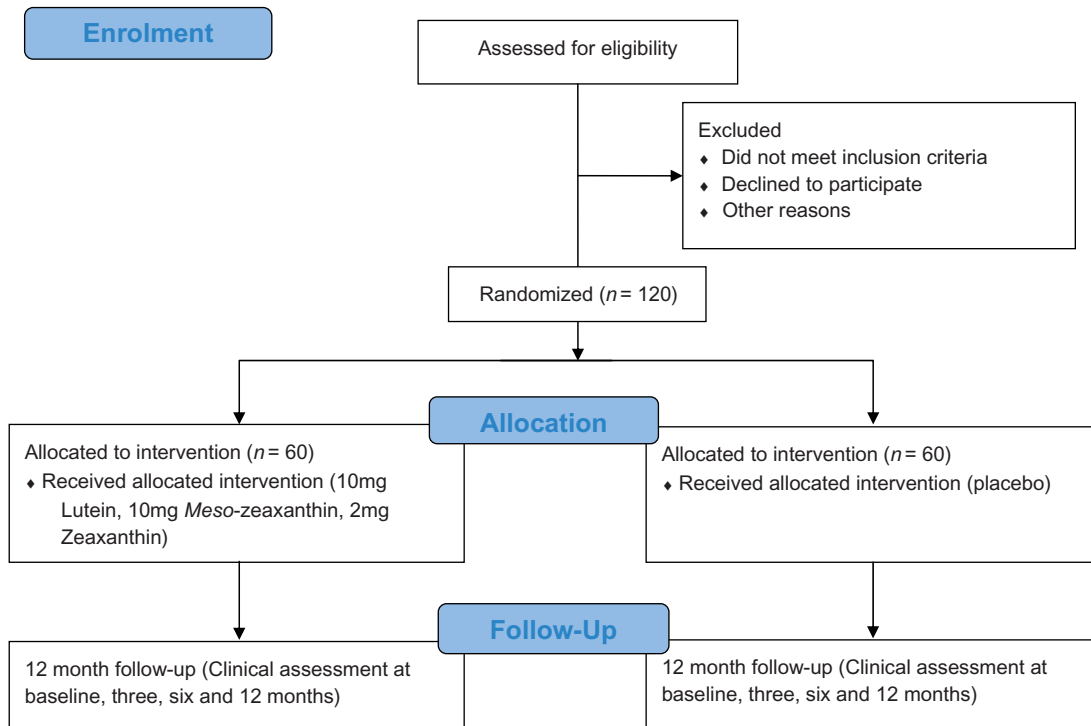 Enrolment
Assessed for eligibility
Excluded
♦ Did not meet inclusion criteria
♦ Declined to participate
♦ Other reasons
Randomized (n = 120)
Allocation
Allocated to intervention (n = 60)
♦ Received allocated intervention (10mg
Lutein, 10mg Meso-zeaxanthin, 2mg
Zeaxanthin)
Allocated to intervention (n = 60)
♦ Received allocated intervention (placebo)
Follow-Up
12 month follow-up (Clinical assessment at
baseline, three, six and 12 months)
12 month follow-up (Clinical assessment at
baseline, three, six and 12 months)